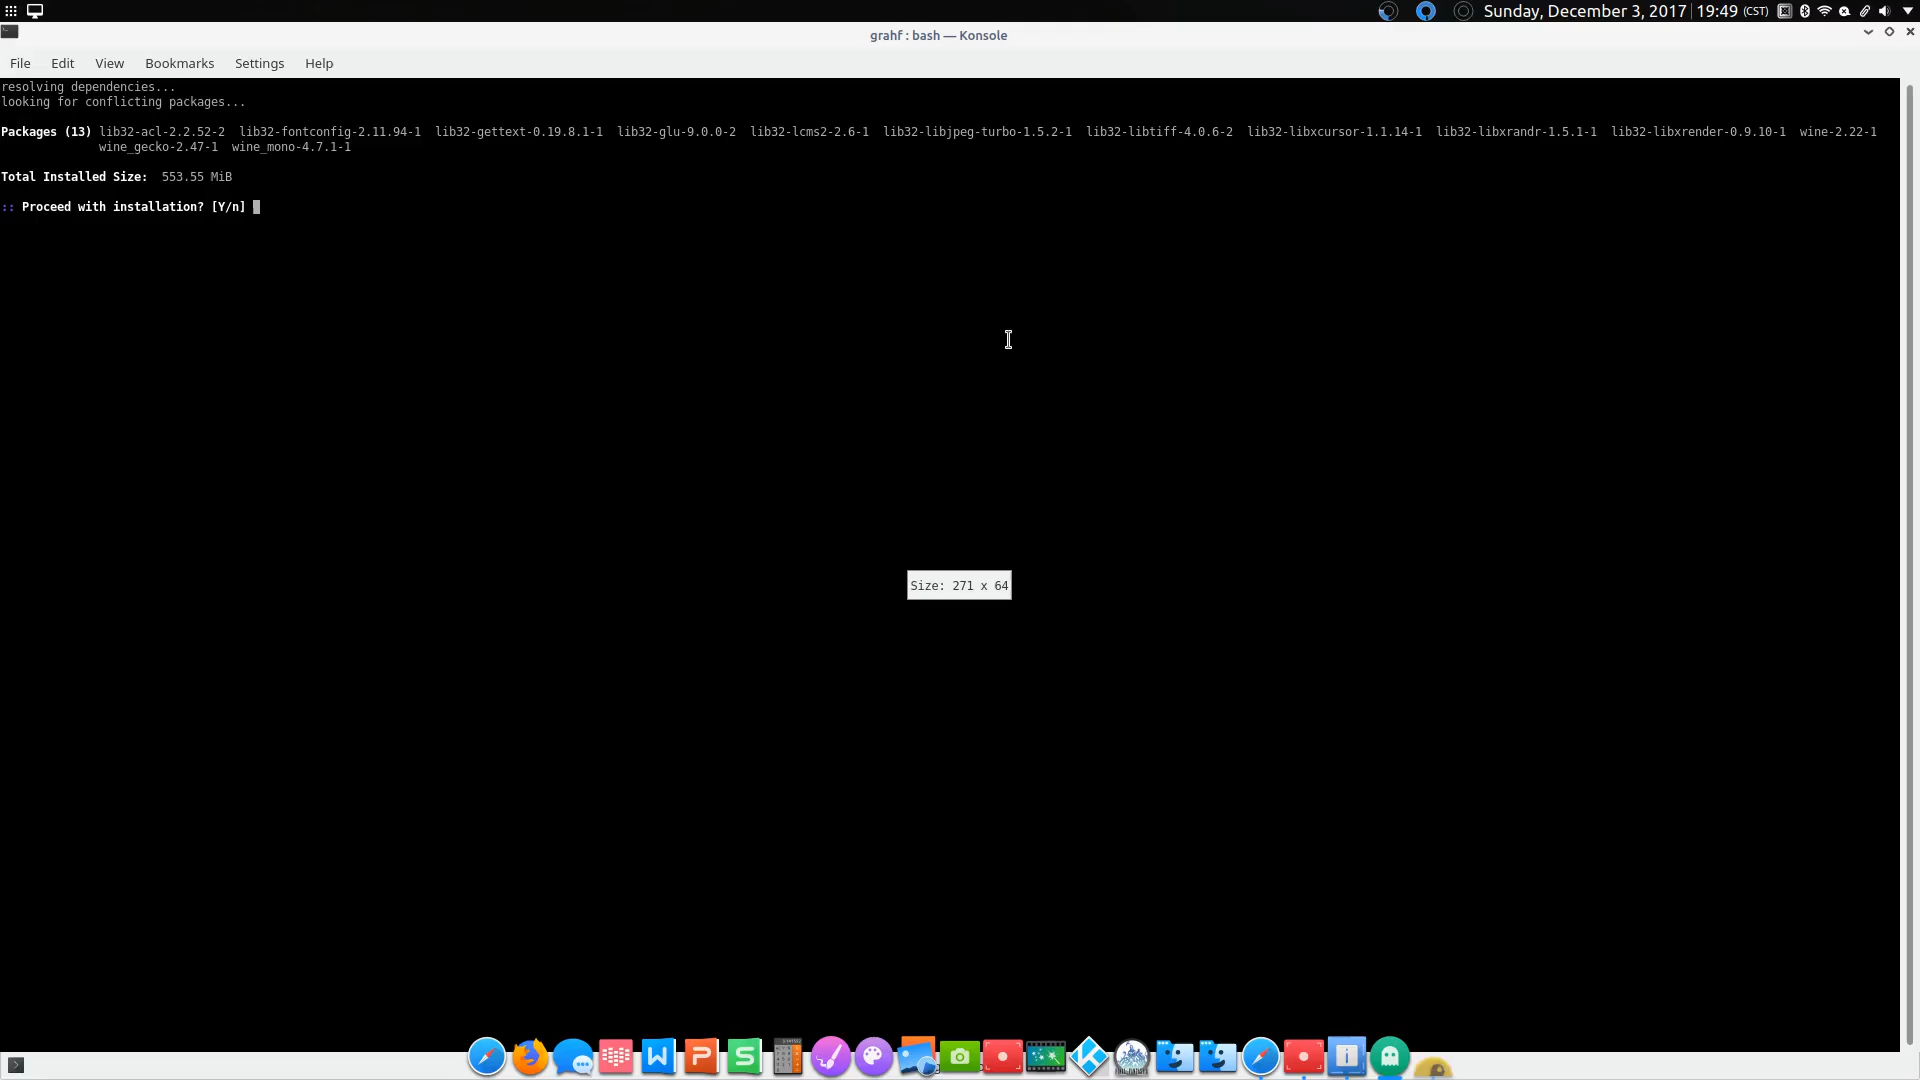 Sunday, December 3, 2017 19:49 (CST)
grahf : bash — Konsole
File Edit View Bookmarks Settings Help
resolving dependencies...
looking for conflicting packages...
Packages (13) lib32-acl-2.2.52-2 lib32-fontconfig-2.11.94-1 lib32-gettext-0.19.8.1-1 lib32-glu-9.0.0-2 lib32-lcms2-2.6-1 lib32-libjpeg-turbo-1.5.2-1 lib32-libtiff-4.0.6-2 lib32-libxcursor-1.1.14-1 lib32-libxrandr-1.5.1-1 lib32-libxrender-0.9.10-1 wine-2.22-1
wine_gecko-2.47-1 wine_mono-4.7.1-1
Total Installed Size: 553.55 MiB
:: Proceed with installation? [Y/n]
Size: 271 x 64
W P S